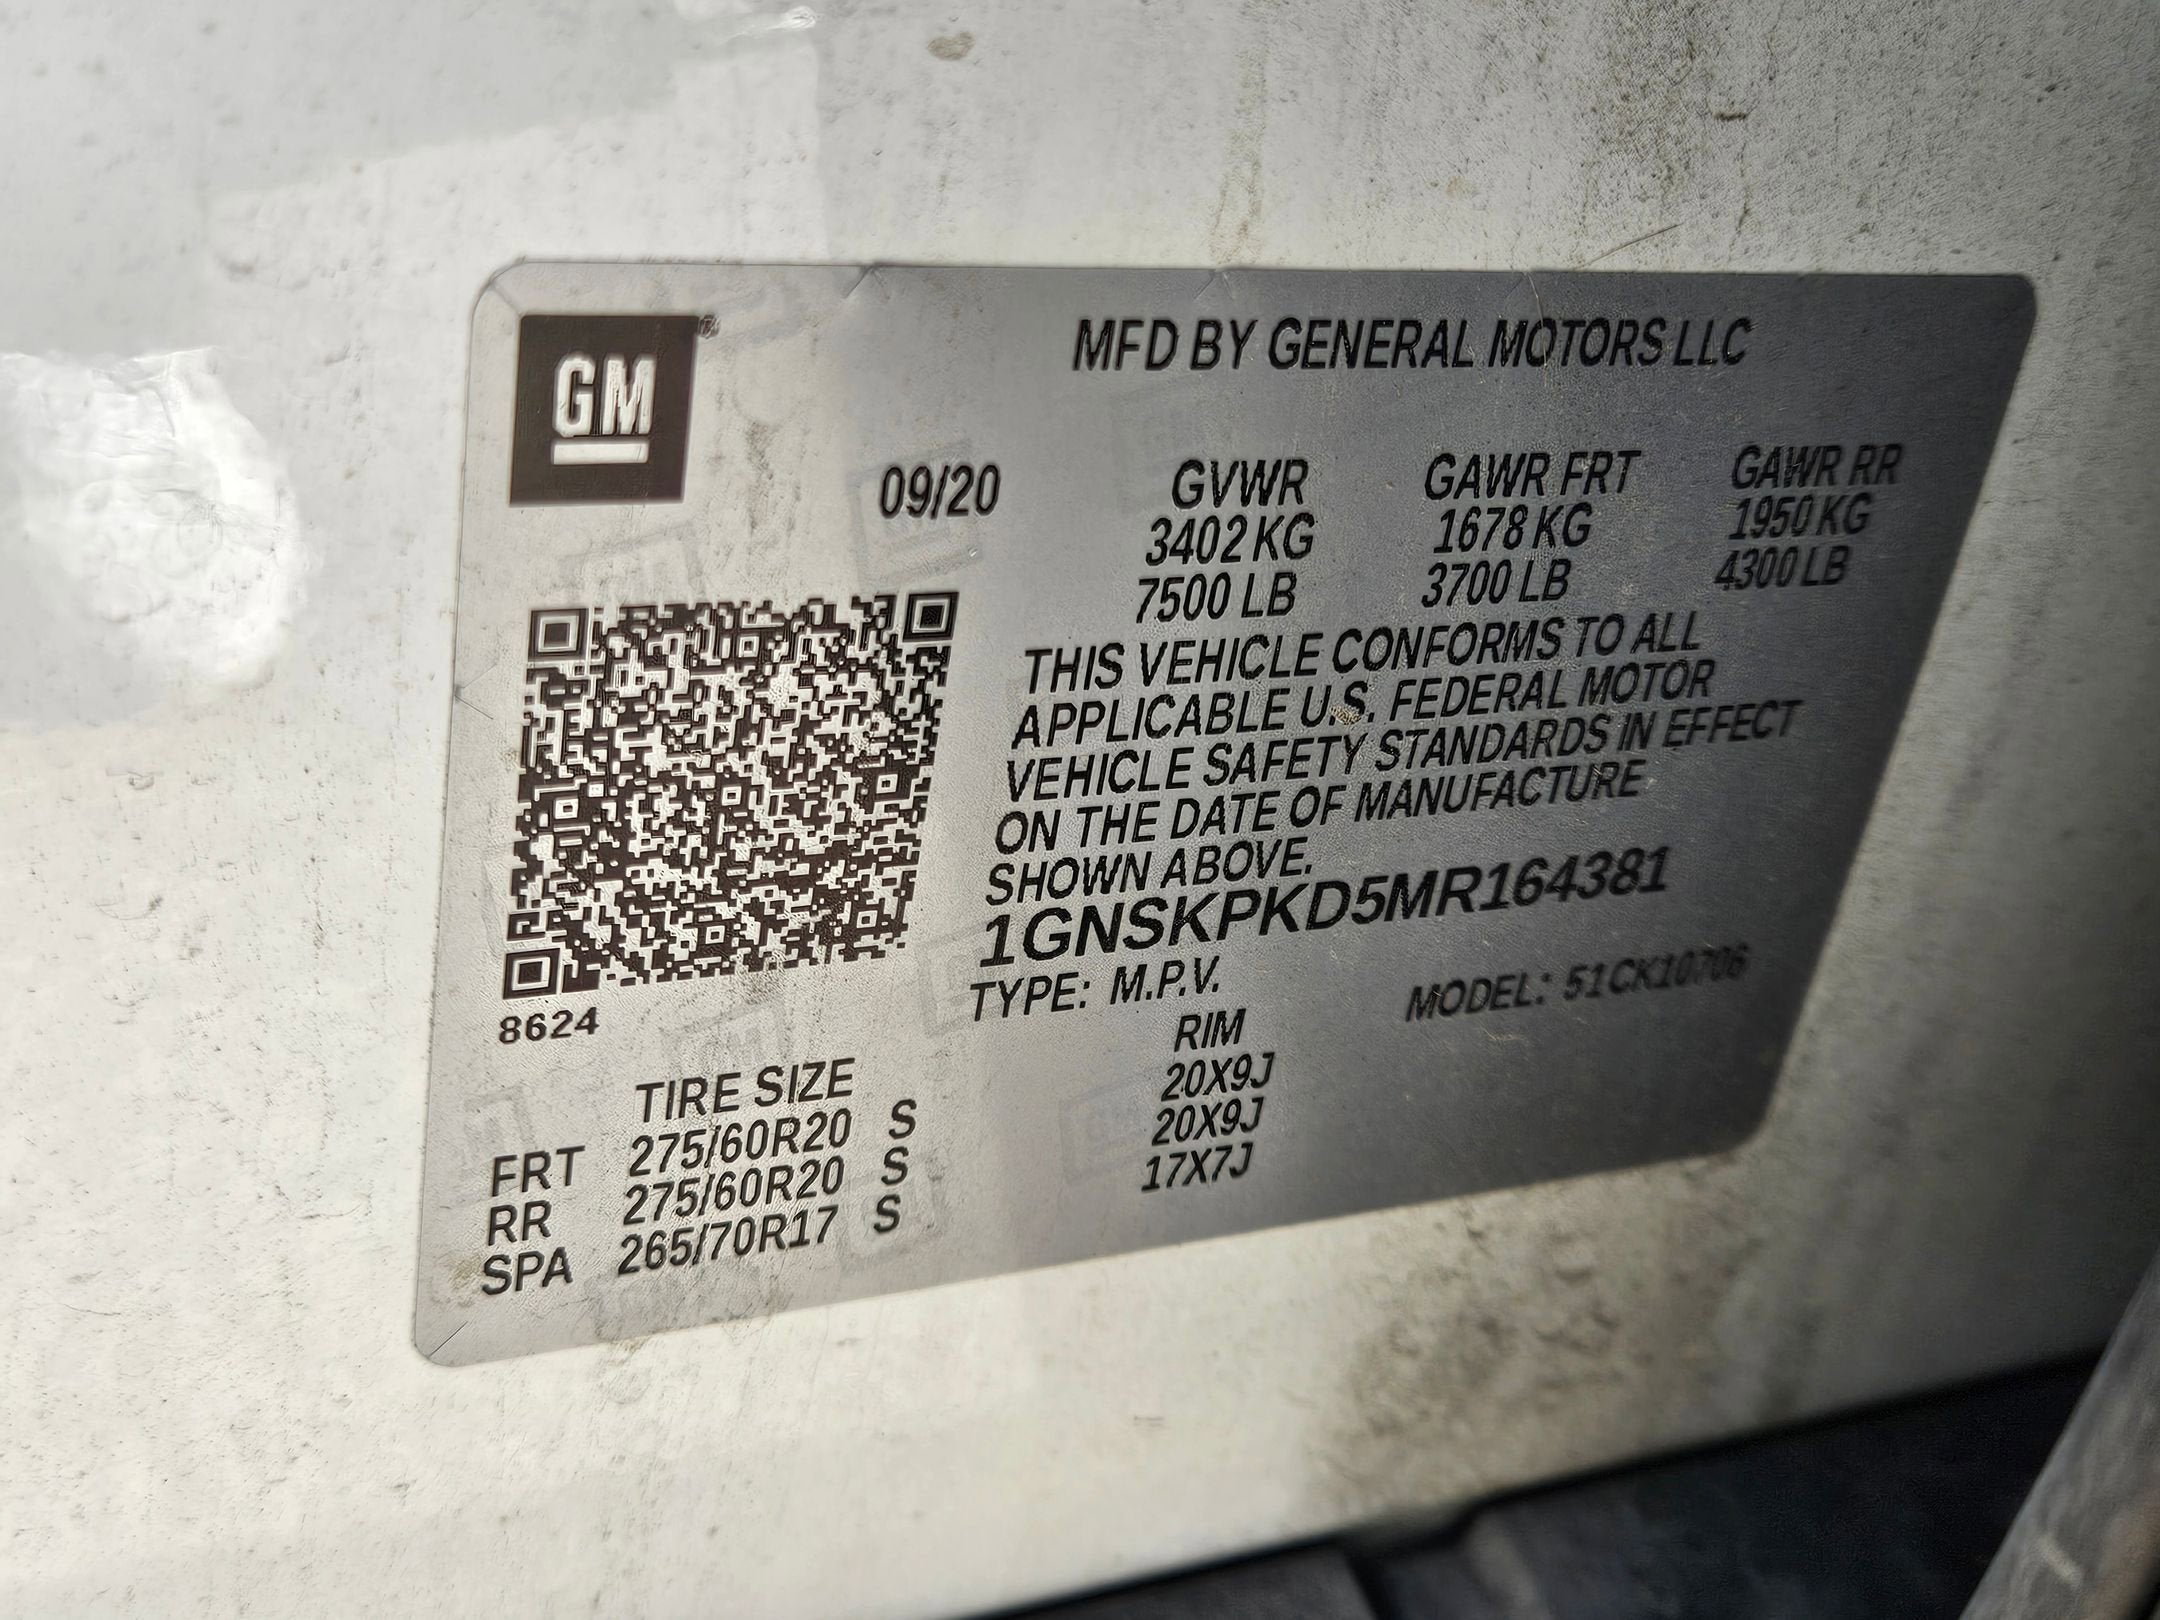 GM
MFD BY GENERAL MOTORS LLC
09/20 GVWR GAWR FRT GAWR RR
3402 KG 1678 KG 1950 KG
7500 LB 3700 LB 4300 LB
THIS VEHICLE CONFORMS TO ALL
APPLICABLE U.S. FEDERAL MOTOR
VEHICLE SAFETY STANDARDS IN EFFECT
ON THE DATE OF MANUFACTURE
SHOWN ABOVE.
1GNSKPKD5MR164381
TYPE: M.P.V. MODEL: 51CK10706
8624
TIRE SIZE RIM
FRT 275/60R20 S 20X9J
RR 275/60R20 S 20X9J
SPA 265/70R17 S 17X7J